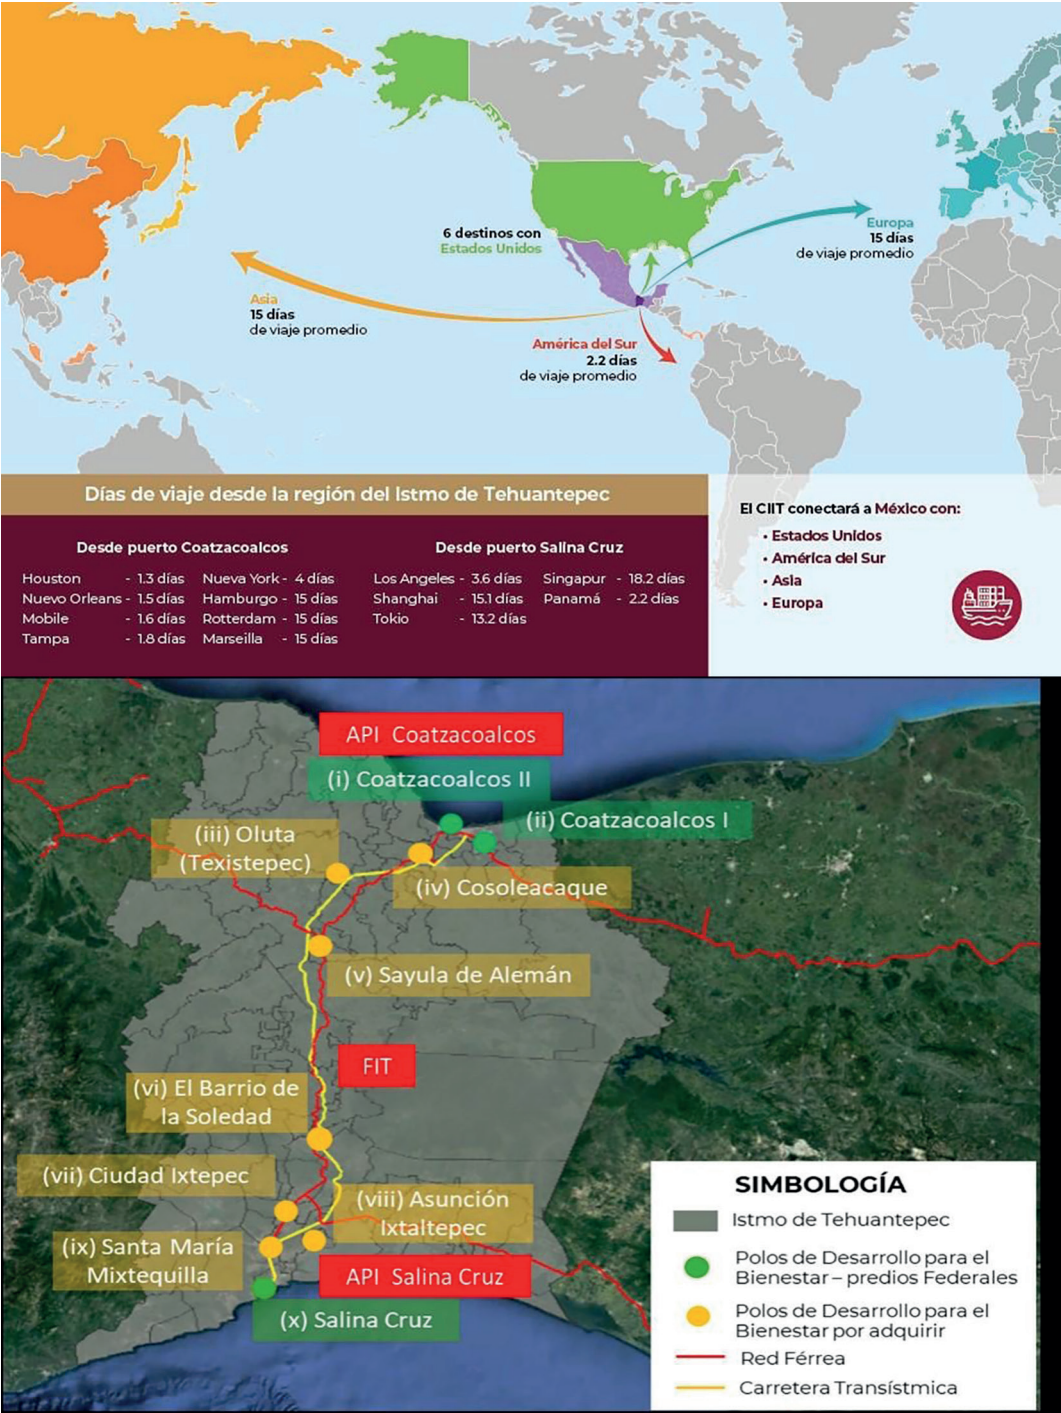 6 destinos con
Estados Unidos
Europa
15 días
de viaje promedio
Asia
15 días
de viaje promedio
América del Sur
2.2 días
de viaje promedio
Días de viaje desde la región del Istmo de Tehuantepec
Desde puerto Coatzacoalcos
Houston - 1.3 días
Nuevo Orleans - 1.5 días
Mobile - 1.6 días
Tampa - 1.8 días
Nueva York - 4 días
Hamburgo - 15 días
Rotterdam - 15 días
Marseilla - 15 días
Desde puerto Salina Cruz
Los Angeles - 3.6 días
Shanghai - 15.1 días
Tokio - 13.2 días
Singapur - 18.2 días
Panamá - 2.2 días
El CIIT conectará a México con:
• Estados Unidos
• América del Sur
• Asia
• Europa
API Coatzacoalcos
(i) Coatzacoalcos II
(ii) Coatzacoalcos I
(iii) Oluta
(Texistepec)
(iv) Cosoleacaque
(v) Sayula de Alemán
FIT
(vi) El Barrio de
la Soledad
(vii) Ciudad Ixtepec
(viii) Asunción
Ixtaltepec
(ix) Santa María
Mixtequilla
API Salina Cruz
(x) Salina Cruz
SIMBOLOGÍA
Istmo de Tehuantepec
Polos de Desarrollo para el
Bienestar – predios Federales
Polos de Desarrollo para el
Bienestar por adquirir
Red Férrea
Carretera Transístmica